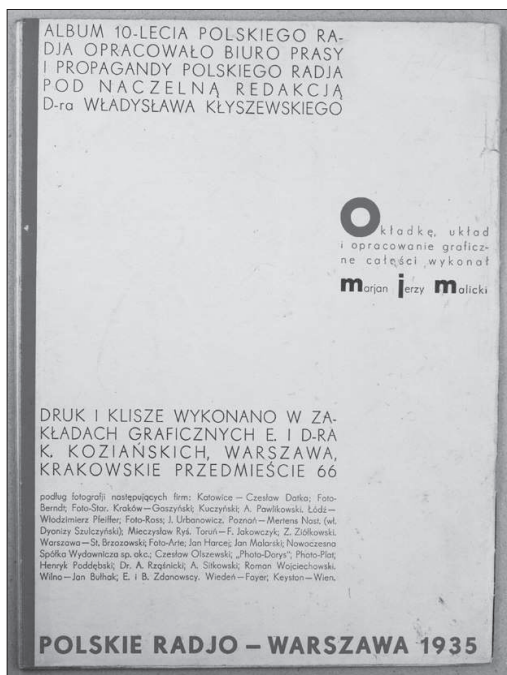 ALBUM 10-LECIA POLSKIEGO RA-
DJA OPRACOWAŁO BIURO PRASY
I PROPAGANDY POLSKIEGO RADJA
POD NACZELNĄ REDAKCJĄ
D-ra WŁADYSŁAWA KŁYSZEWSKIEGO
Okładkę, układ
i opracowanie graficz-
ne całości wykonał
marjan jerzy malicki
DRUK I KLISZE WYKONANO W ZA-
KŁADACH GRAFICZNYCH E. I D-RA
K. KOZIAŃSKICH, WARSZAWA,
KRAKOWSKIE PRZEDMIEŚCIE 66
podług fotografji następujących firm: Katowice — Czesław Datka; Foto-
Berndt; Foto-Star. Kraków—Gaszyński; Kuczyński; A. Pawlikowski. Łódź—
Włodzimierz Pfeiffer; Foto-Ross; J. Urbanowicz. Poznań—Mertens Nast. (wł.
Dyonizy Szulczyński); Mieczysław Ryś. Toruń—F. Jakowczyk; Z. Ziółkowski.
Warszawa—St. Brzozowski; Foto-Arte; Jan Harcej; Jan Malarski; Nowoczesna
Spółka Wydawnicza sp. akc.; Czesław Olszewski; „Photo-Dorys"; Photo-Plat;
Henryk Poddębski; Dr. A. Rząśnicki; A. Sitkowski; Roman Wojciechowski.
Wilno—Jan Bułhak; E. i B. Zdanowscy. Wiedeń—Fayer; Keyston—Wien.
POLSKIE RADJO — WARSZAWA 1935